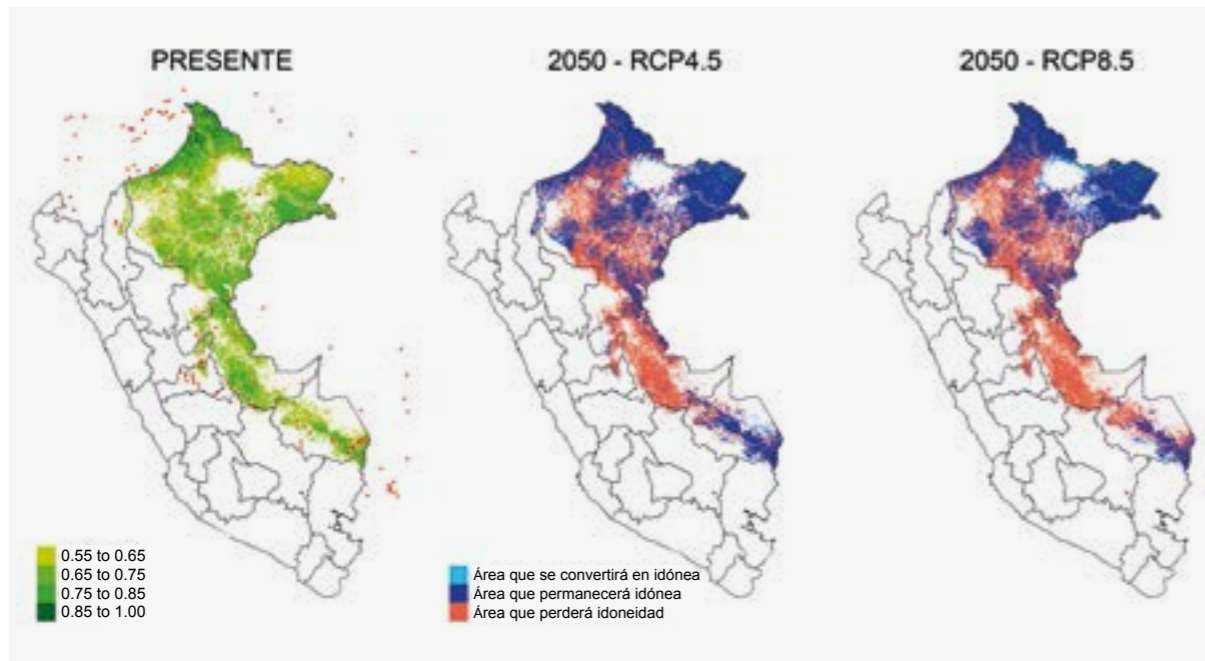 PRESENTE
2050 - RCP4.5
2050 - RCP8.5
0.55 to 0.65
0.65 to 0.75
0.75 to 0.85
0.85 to 1.00
Área que se convertirá en idónea
Área que permanecerá idónea
Área que perderá idoneidad